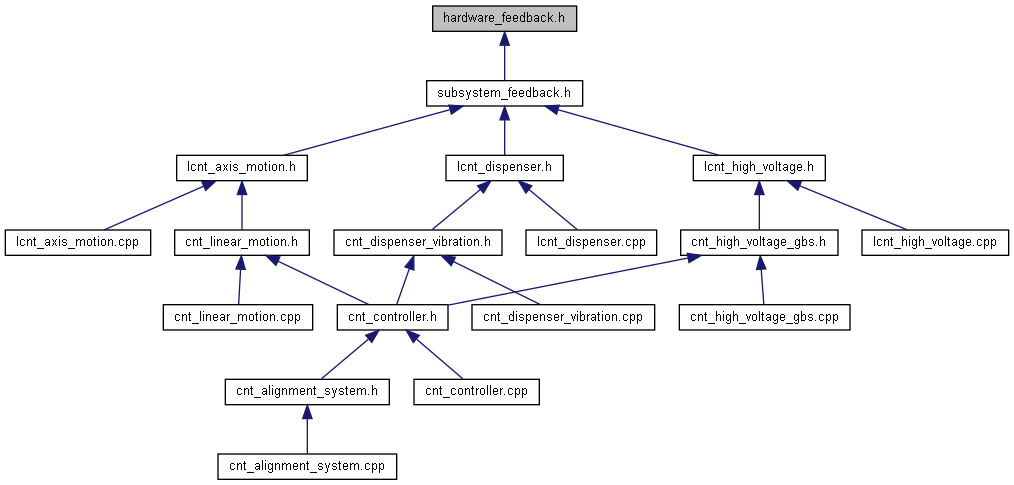 hardware_feedback.h
subsystem_feedback.h
lcnt_axis_motion.h
lcnt_dispenser.h
lcnt_high_voltage.h
lcnt_axis_motion.cpp
cnt_linear_motion.h
cnt_dispenser_vibration.h
lcnt_dispenser.cpp
cnt_high_voltage_gbs.h
lcnt_high_voltage.cpp
cnt_linear_motion.cpp
cnt_controller.h
cnt_dispenser_vibration.cpp
cnt_high_voltage_gbs.cpp
cnt_alignment_system.h
cnt_controller.cpp
cnt_alignment_system.cpp